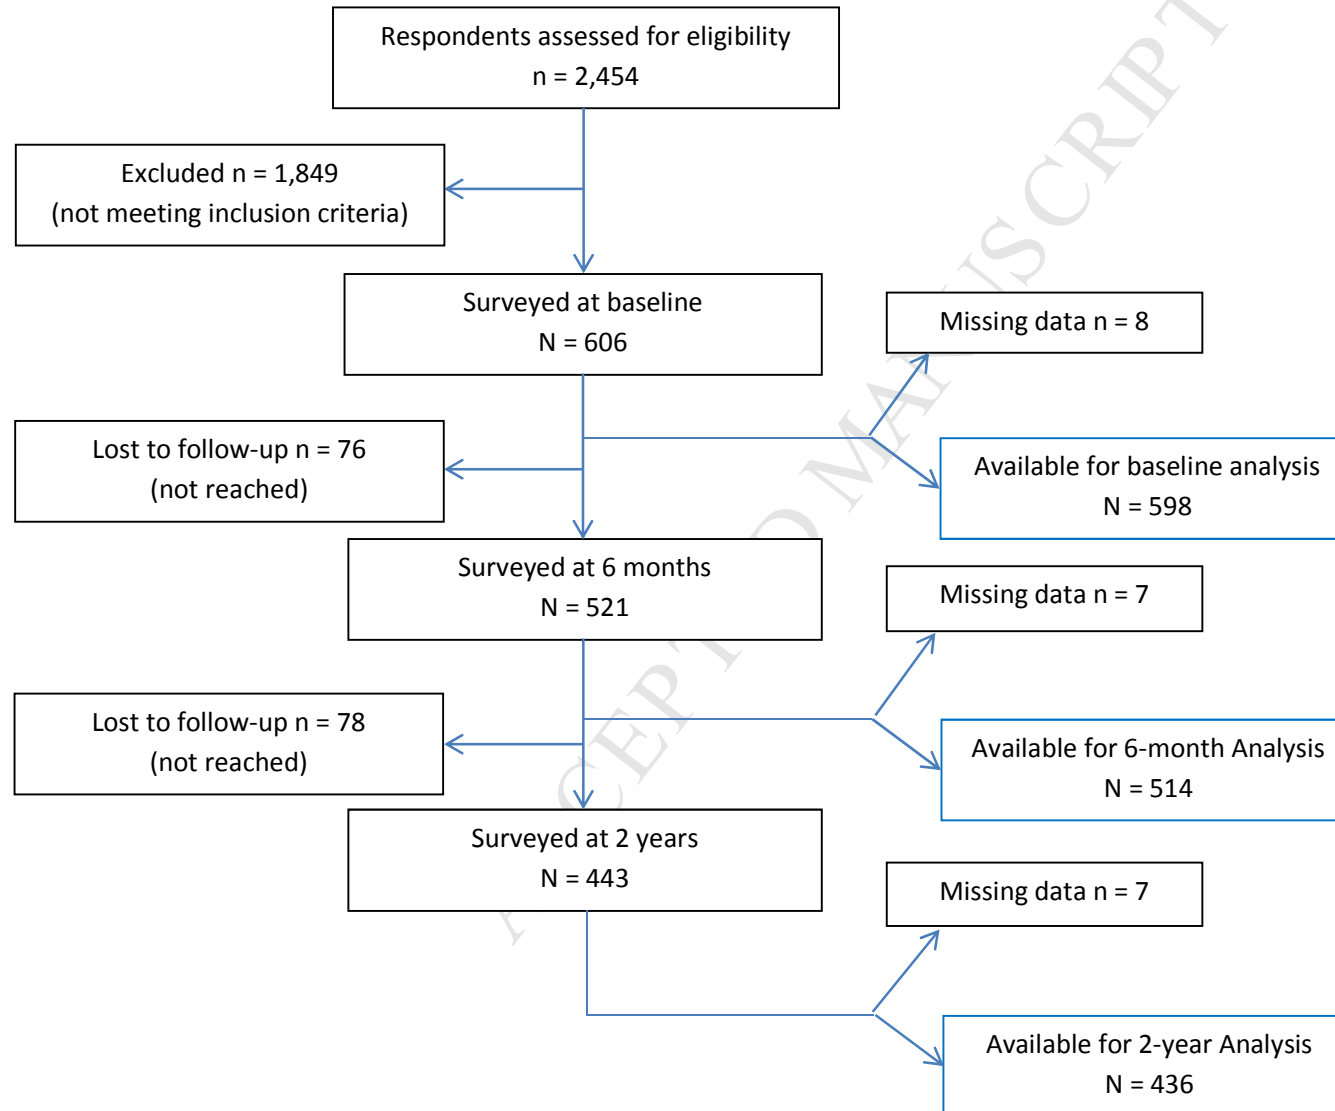 Respondents assessed for eligibility
n = 2,454
Excluded n = 1,849
(not meeting inclusion criteria)
Surveyed at baseline
N = 606
Missing data n = 8
Available for baseline analysis
N = 598
Lost to follow-up n = 76
(not reached)
Surveyed at 6 months
N = 521
Missing data n = 7
Available for 6-month Analysis
N = 514
Lost to follow-up n = 78
(not reached)
Surveyed at 2 years
N = 443
Missing data n = 7
Available for 2-year Analysis
N = 436
MANUSCRIPT